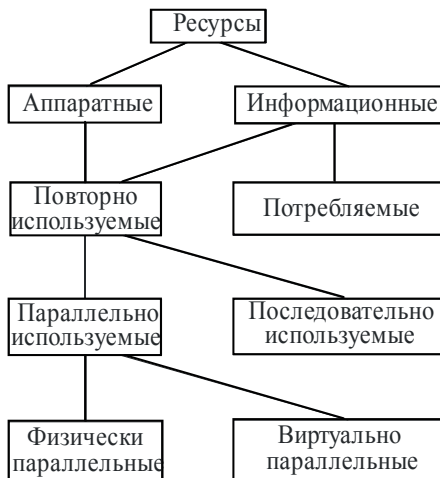 Ресурсы
Аппаратные
Информационные
Повторно
используемые
Потребляемые
Параллельно
используемые
Последовательно
используемые
Физически
параллельные
Виртуально
параллельные